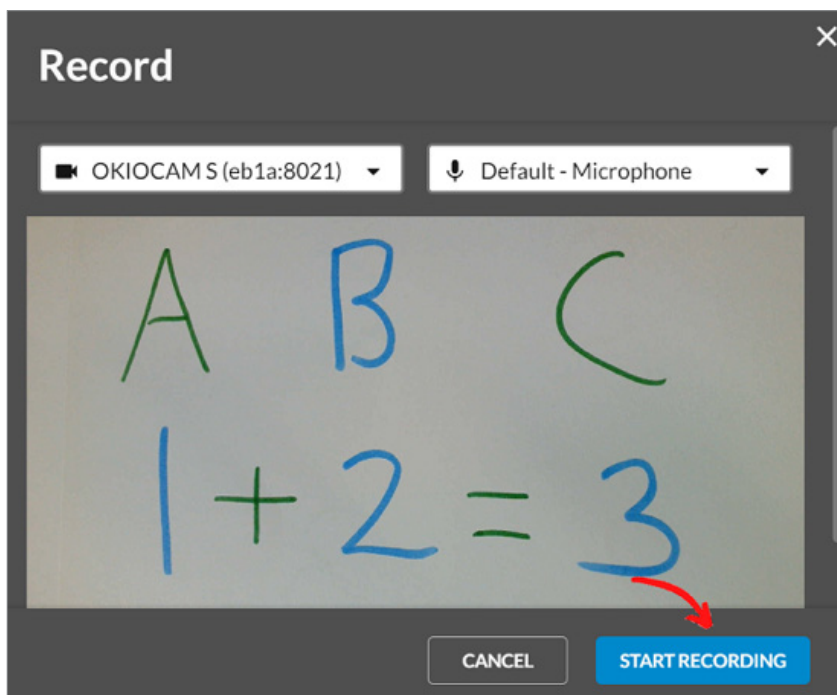 Record
OKIOCAM S (eb1a:8021) Default - Microphone
A B C
1 + 2 = 3
CANCEL START RECORDING